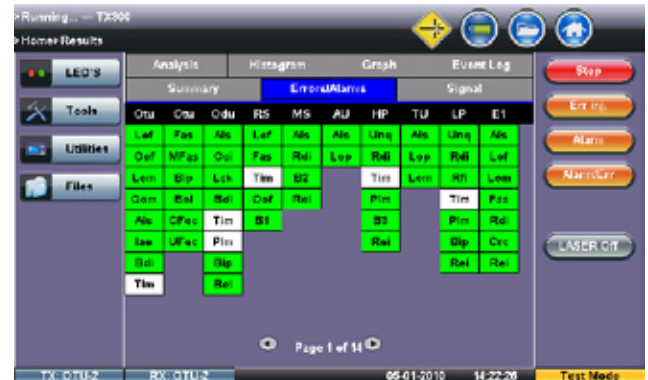 >Running... — TX300
>Home>Results
LED'S
Tools
Utilities
Files
Analysis Histogram Graph Event Log
Summary Errors/Alarms Signal
Otu Otu Odu RS MS AU HP TU LP E1
Lof Fas Ais Lof Ais Ais Unq Ais Unq Ais
Oof MFas Oci Fas Rdi Lop Rdi Lop Rdi Lof
Lom Bip Lck Tim B2 Tim Lom Rfi Lom
Oom Bei Bdi Oof Rei Plm Tim Fas
Ais CFec Tim B1 B3 Plm Rdi
Iae UFec Plm Rei Bip Crc
Bdi Bip Rei Rei
Tim Bei
Page 1 of 14
Stop
Err Inj.
Alarm
Alarm/Err
LASER Off
TX: OTU-2 RX: OTU-2 05-01-2010 14:22:26 Test Mode